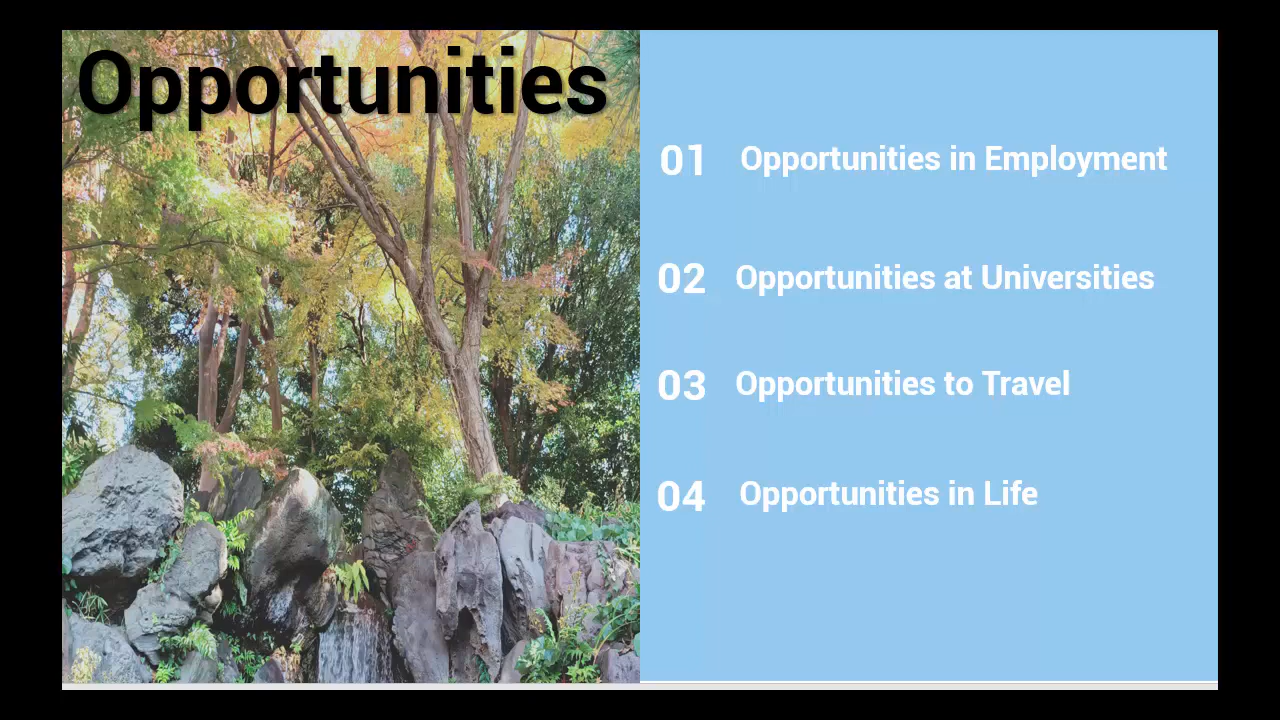 Opportunities
01 Opportunities in Employment
02 Opportunities at Universities
03 Opportunities to Travel
04 Opportunities in Life